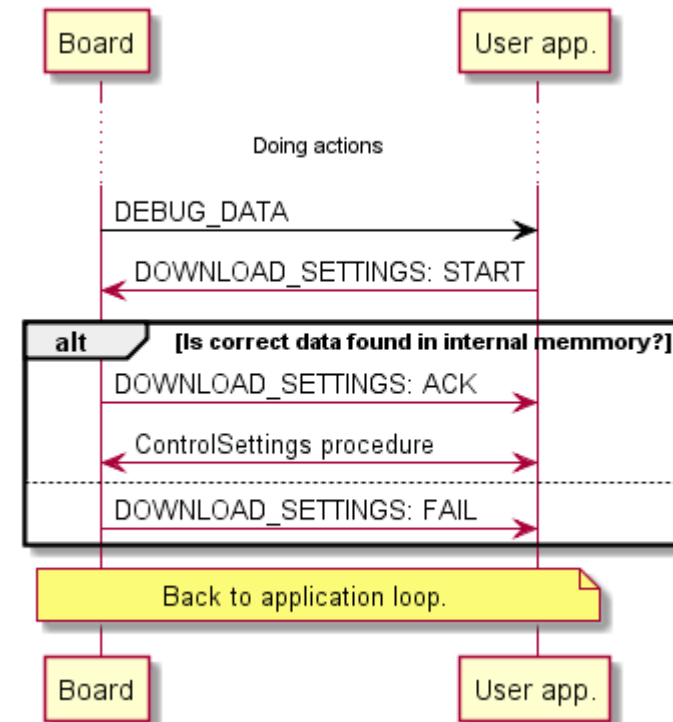 Board User app.
Doing actions
DEBUG_DATA
DOWNLOAD_SETTINGS: START
alt [Is correct data found in internal memmory?]
DOWNLOAD_SETTINGS: ACK
ControlSettings procedure
DOWNLOAD_SETTINGS: FAIL
Back to application loop.
Board User app.